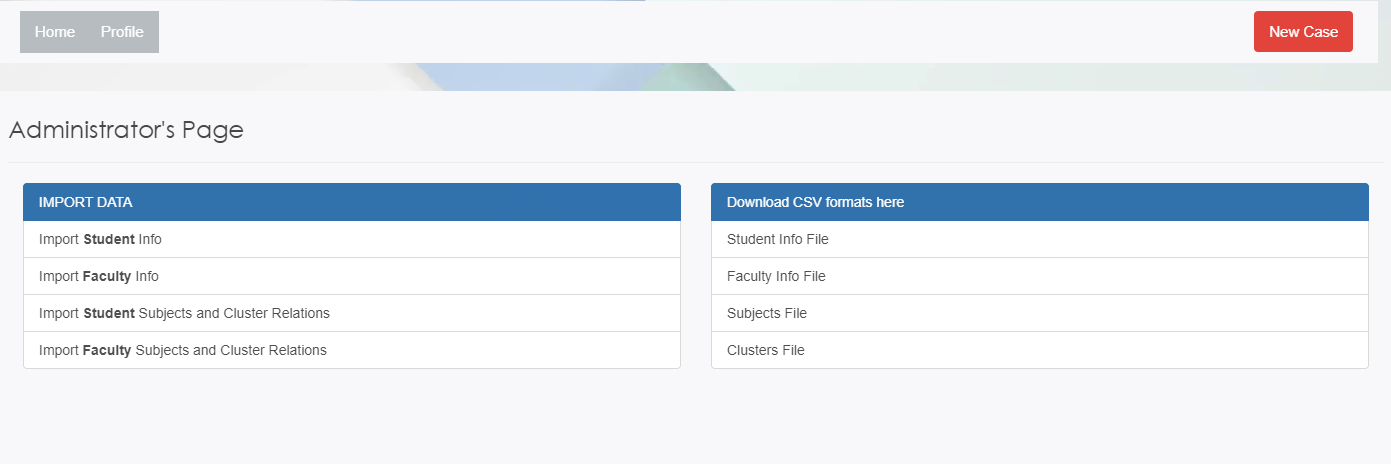 Home Profile New Case
Administrator's Page
IMPORT DATA
Import Student Info
Import Faculty Info
Import Student Subjects and Cluster Relations
Import Faculty Subjects and Cluster Relations
Download CSV formats here
Student Info File
Faculty Info File
Subjects File
Clusters File